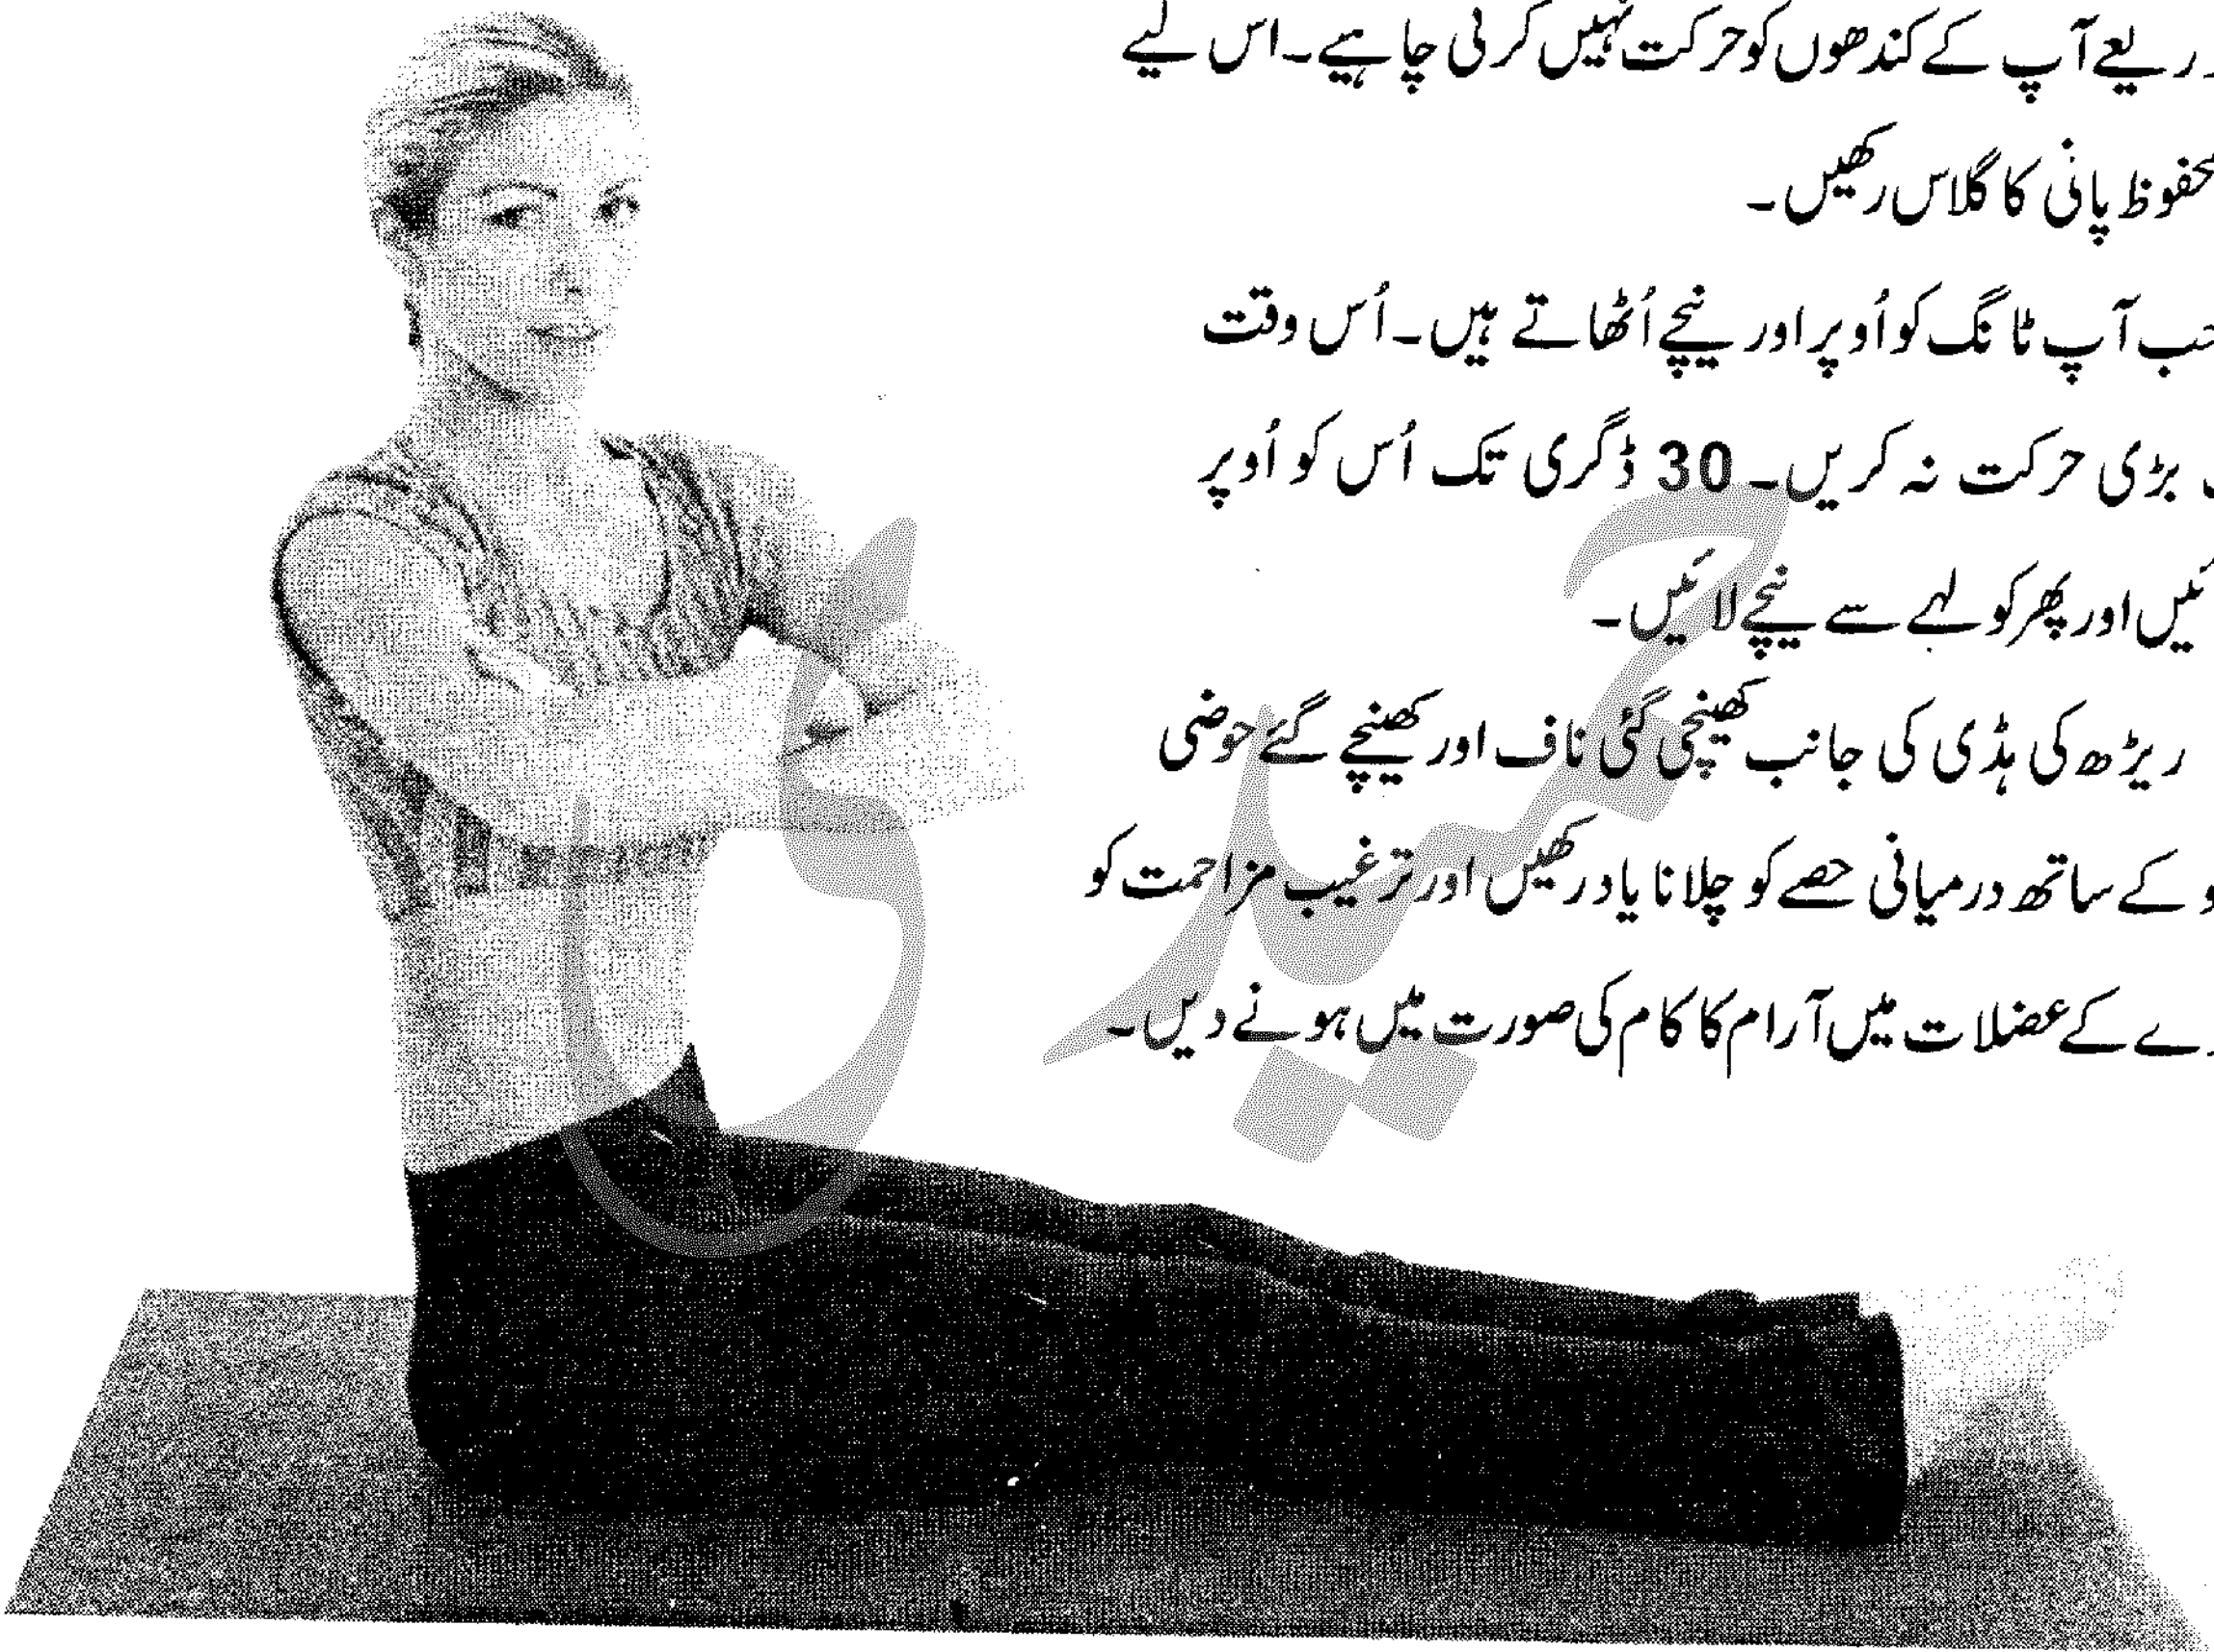 ریعے آپ کے کندھوں کو حرکت نہیں کرنی چاہیے۔ اس لیے
محفوظ پانی کا گلاس رکھیں۔
جب آپ ٹانگ کو اُوپر اور نیچے اُٹھاتے ہیں۔ اُس وقت
بڑی حرکت نہ کریں۔ 30 ڈگری تک اُس کو اُوپر
ئیں اور پھر کولہے سے نیچے لائیں۔
ریڑھ کی ہڈی کی جانب کھینچی گئی ناف اور کھینچے گئے حوضی
کے ساتھ درمیانی حصے کو چلانا یاد رکھیں اور ترغیب مزاحمت کو
کے عضلات میں آرام کا کام کی صورت میں ہونے دیں۔